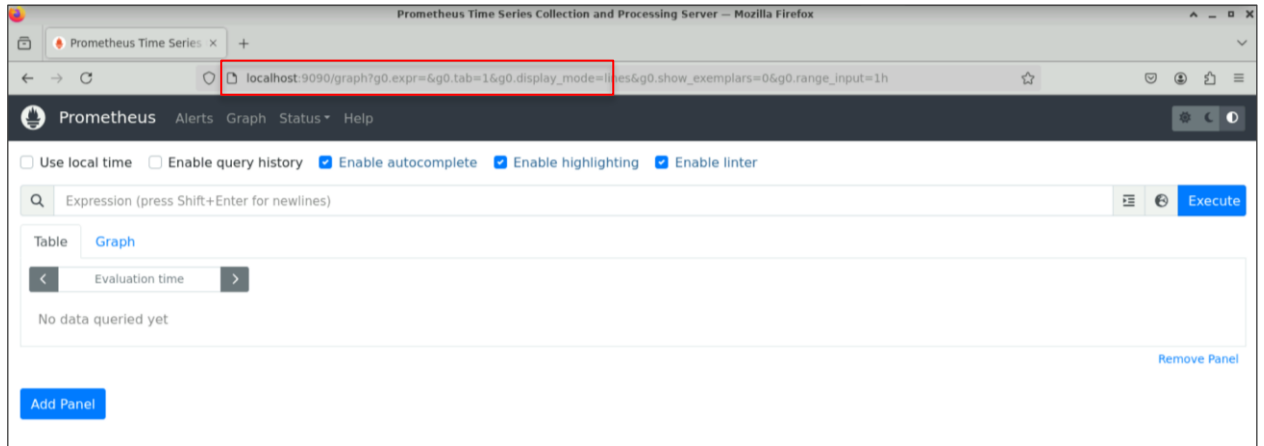 Prometheus Time Series Collection and Processing Server — Mozilla Firefox
Prometheus Time Series
localhost:9090/graph?g0.expr=&g0.tab=1&g0.display_mode=lines&g0.show_exemplars=0&g0.range_input=1h
Prometheus Alerts Graph Status Help
Use local time Enable query history Enable autocomplete Enable highlighting Enable linter
Expression (press Shift+Enter for newlines) Execute
Table Graph
Evaluation time
No data queried yet
Remove Panel
Add Panel